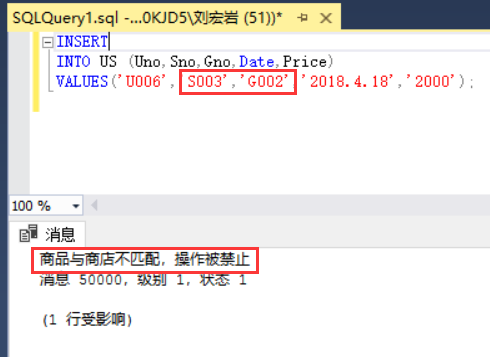 SQLQuery1.sql -...0KJD5\刘宏岩 (51))*
INSERT
INTO US (Uno,Sno,Gno,Date,Price)
VALUES('U006', S003','G002' '2018.4.18','2000');
100 %
消息
商品与商店不匹配，操作被禁止
消息 50000，级别 1，状态 1
(1 行受影响)